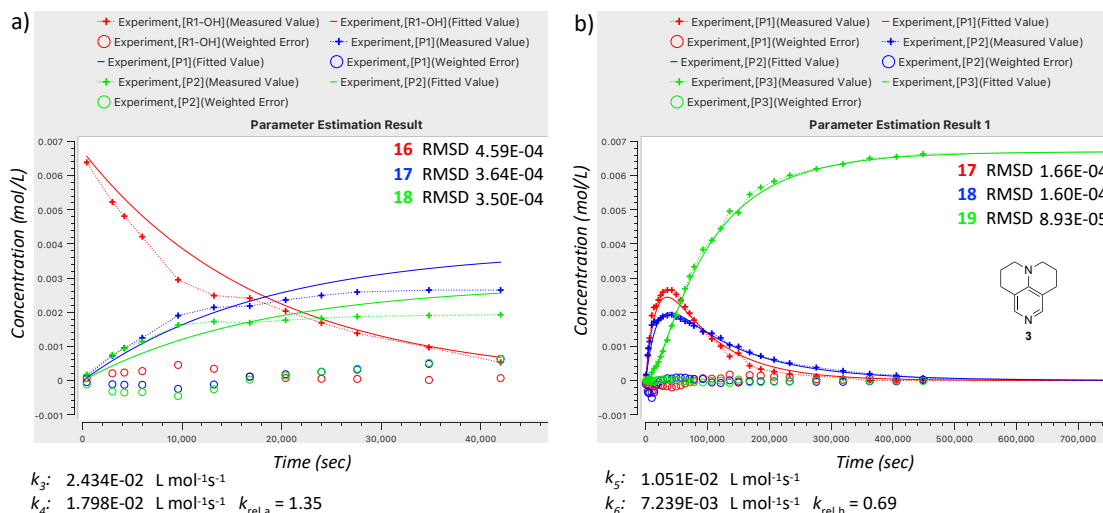 a)
Experiment,[R1-OH](Measured Value) Experiment,[R1-OH](Fitted Value)
Experiment,[R1-OH](Weighted Error) Experiment,[P1](Measured Value)
Experiment,[P1](Fitted Value) Experiment,[P1](Weighted Error)
Experiment,[P2](Measured Value) Experiment,[P2](Fitted Value)
Experiment,[P2](Weighted Error)
Parameter Estimation Result
16 RMSD 4.59E-04
17 RMSD 3.64E-04
18 RMSD 3.50E-04
Concentration (mol/L)
0.007
0.006
0.005
0.004
0.003
0.002
0.001
0
-0.001
0 10,000 20,000 30,000 40,000
Time (sec)
k3: 2.434E-02 L mol-1s-1
k4: 1.798E-02 L mol-1s-1 krel.a = 1.35
b)
Experiment,[P1](Measured Value) Experiment,[P1](Fitted Value)
Experiment,[P1](Weighted Error) Experiment,[P2](Measured Value)
Experiment,[P2](Fitted Value) Experiment,[P2](Weighted Error)
Experiment,[P3](Measured Value) Experiment,[P3](Fitted Value)
Experiment,[P3](Weighted Error)
Parameter Estimation Result 1
17 RMSD 1.66E-04
18 RMSD 1.60E-04
19 RMSD 8.93E-05
N
N
3
Concentration (mol/L)
0.007
0.006
0.005
0.004
0.003
0.002
0.001
0
-0.001
0 100,000 200,000 300,000 400,000 500,000 600,000 700,000
Time (sec)
k5: 1.051E-02 L mol-1s-1
k6: 7.239E-03 L mol-1s-1 krel.b = 0.69